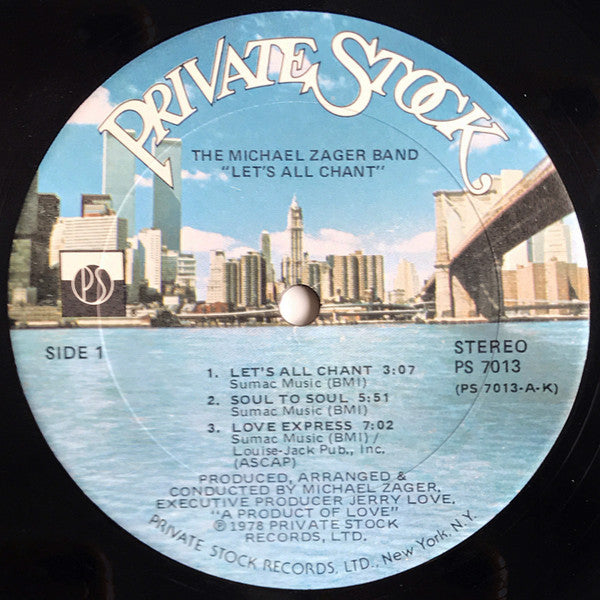 PRIVATE STOCK
THE MICHAEL ZAGER BAND
"LET'S ALL CHANT"
PS
SIDE 1
STEREO
PS 7013
(PS 7013-A-K)
1. LET'S ALL CHANT 3:07
Sumac Music (BMI)
2. SOUL TO SOUL 5:51
Sumac Music (BMI)
3. LOVE EXPRESS 7:02
Sumac Music (BMI) /
Louise-Jack Pub., Inc.
(ASCAP)
PRODUCED, ARRANGED &
CONDUCTED BY MICHAEL ZAGER,
EXECUTIVE PRODUCER JERRY LOVE,
"A PRODUCT OF LOVE"
℗1978 PRIVATE STOCK
RECORDS, LTD.
PRIVATE STOCK RECORDS, LTD., New York, N.Y.